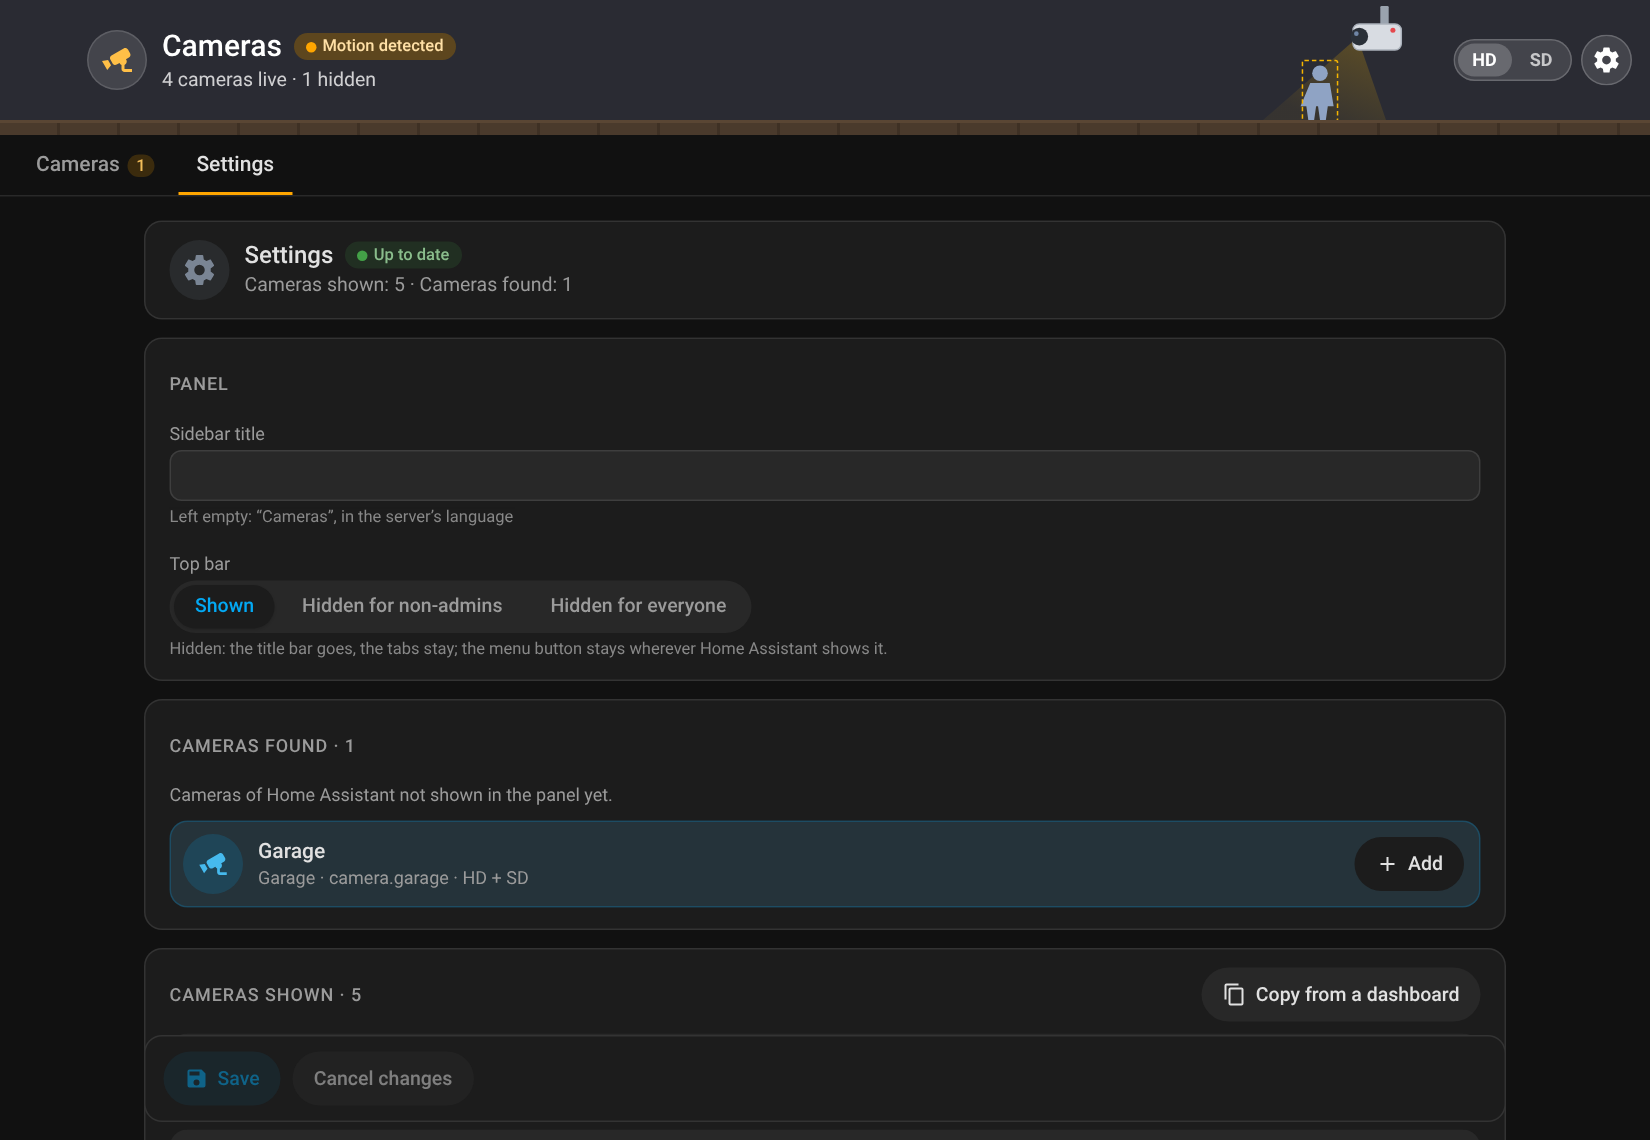 Cameras
Motion detected
4 cameras live · 1 hidden
HD
SD
Cameras 1
Settings
Settings
Up to date
Cameras shown: 5 · Cameras found: 1
PANEL
Sidebar title
Left empty: “Cameras”, in the server’s language
Top bar
Shown
Hidden for non-admins
Hidden for everyone
Hidden: the title bar goes, the tabs stay; the menu button stays wherever Home Assistant shows it.
CAMERAS FOUND · 1
Cameras of Home Assistant not shown in the panel yet.
Garage
Garage · camera.garage · HD + SD
+ Add
CAMERAS SHOWN · 5
Copy from a dashboard
Save
Cancel changes